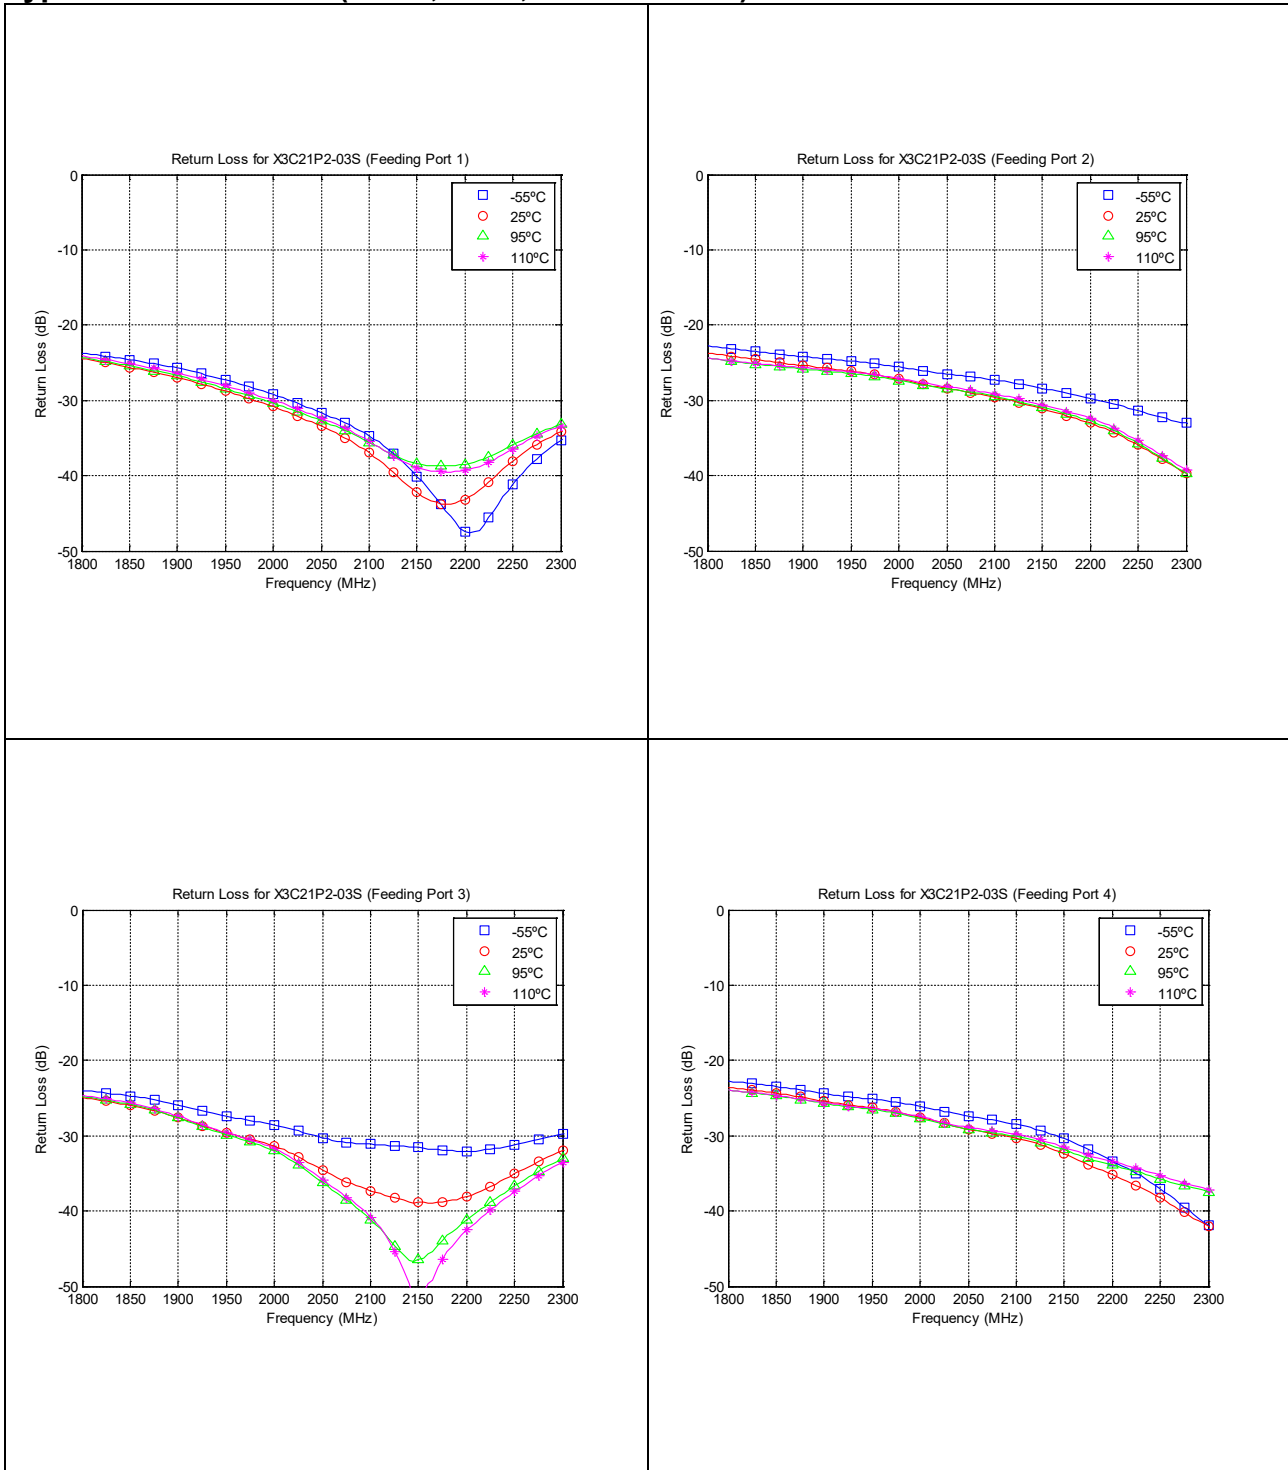 Return Loss for X3C21P2-03S (Feeding Port 1)
0
-10
-20
-30
-40
-50
Return Loss (dB)
-55ºC
25ºC
95ºC
110ºC
1800 1850 1900 1950 2000 2050 2100 2150 2200 2250 2300
Frequency (MHz)
Return Loss for X3C21P2-03S (Feeding Port 2)
0
-10
-20
-30
-40
-50
Return Loss (dB)
-55ºC
25ºC
95ºC
110ºC
1800 1850 1900 1950 2000 2050 2100 2150 2200 2250 2300
Frequency (MHz)
Return Loss for X3C21P2-03S (Feeding Port 3)
0
-10
-20
-30
-40
-50
Return Loss (dB)
-55ºC
25ºC
95ºC
110ºC
1800 1850 1900 1950 2000 2050 2100 2150 2200 2250 2300
Frequency (MHz)
Return Loss for X3C21P2-03S (Feeding Port 4)
0
-10
-20
-30
-40
-50
Return Loss (dB)
-55ºC
25ºC
95ºC
110ºC
1800 1850 1900 1950 2000 2050 2100 2150 2200 2250 2300
Frequency (MHz)